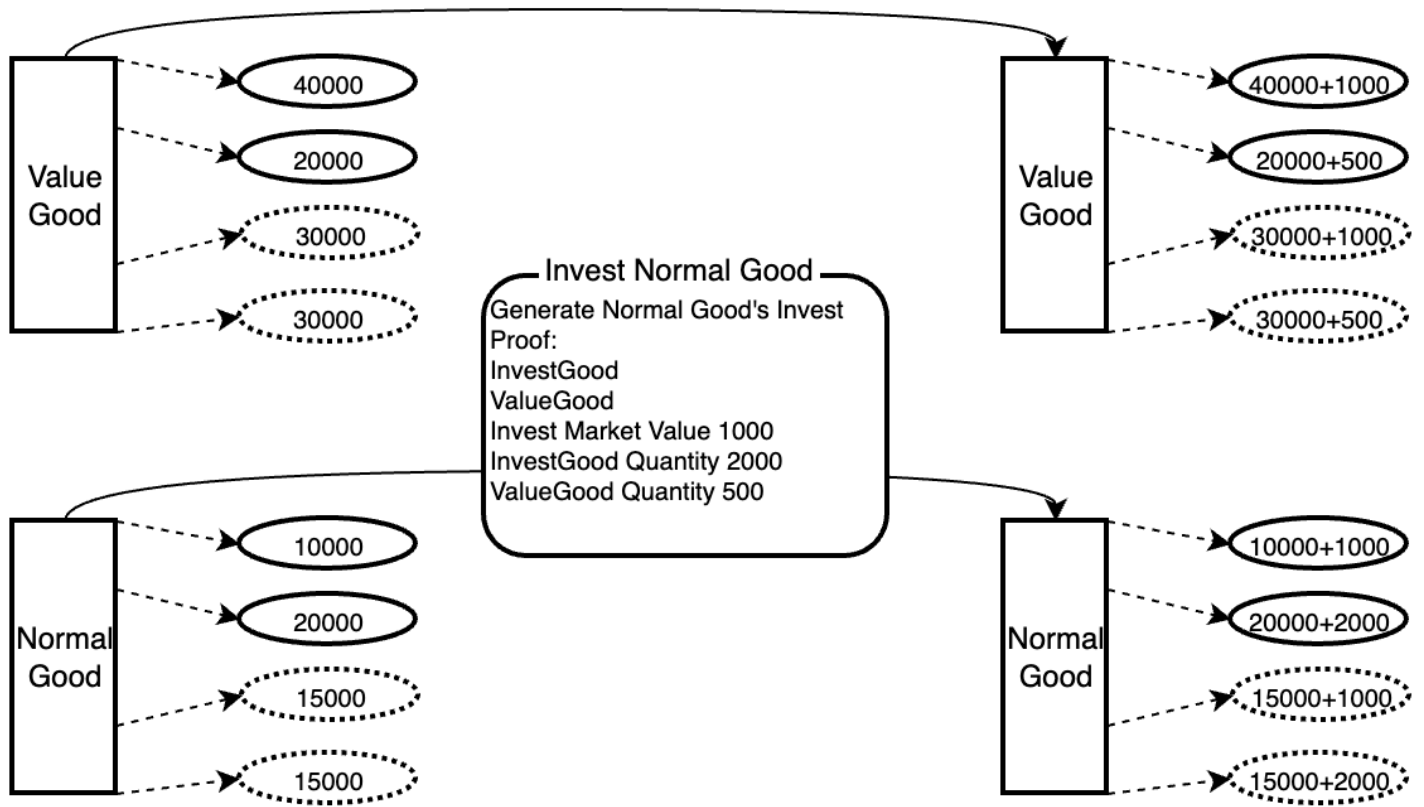 Value
Good
40000
20000
30000
30000
Value
Good
40000+1000
20000+500
30000+1000
30000+500
Invest Normal Good
Generate Normal Good's Invest
Proof:
InvestGood
ValueGood
Invest Market Value 1000
InvestGood Quantity 2000
ValueGood Quantity 500
Normal
Good
10000
20000
15000
15000
Normal
Good
10000+1000
20000+2000
15000+1000
15000+2000